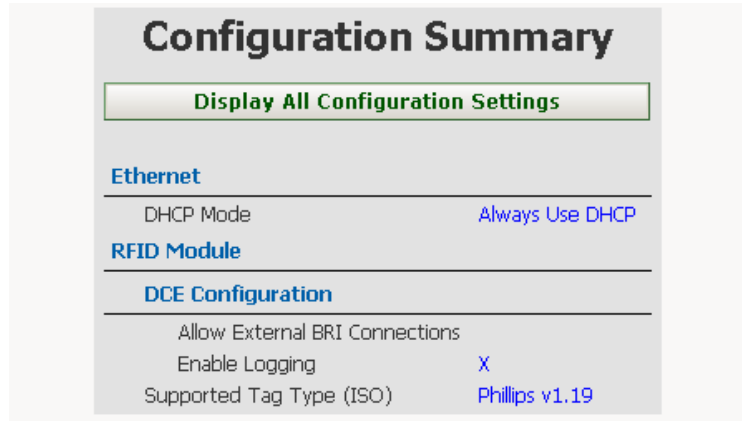 Configuration Summary
Display All Configuration Settings
Ethernet
DHCP Mode Always Use DHCP
RFID Module
DCE Configuration
Allow External BRI Connections
Enable Logging X
Supported Tag Type (ISO) Phillips v1.19